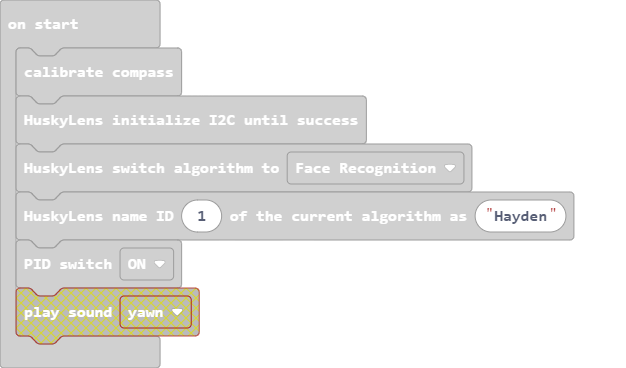 on start
calibrate compass
HuskyLens initialize I2C until success
HuskyLens switch algorithm to Face Recognition
HuskyLens name ID 1 of the current algorithm as "Hayden"
PID switch ON
play sound yawn